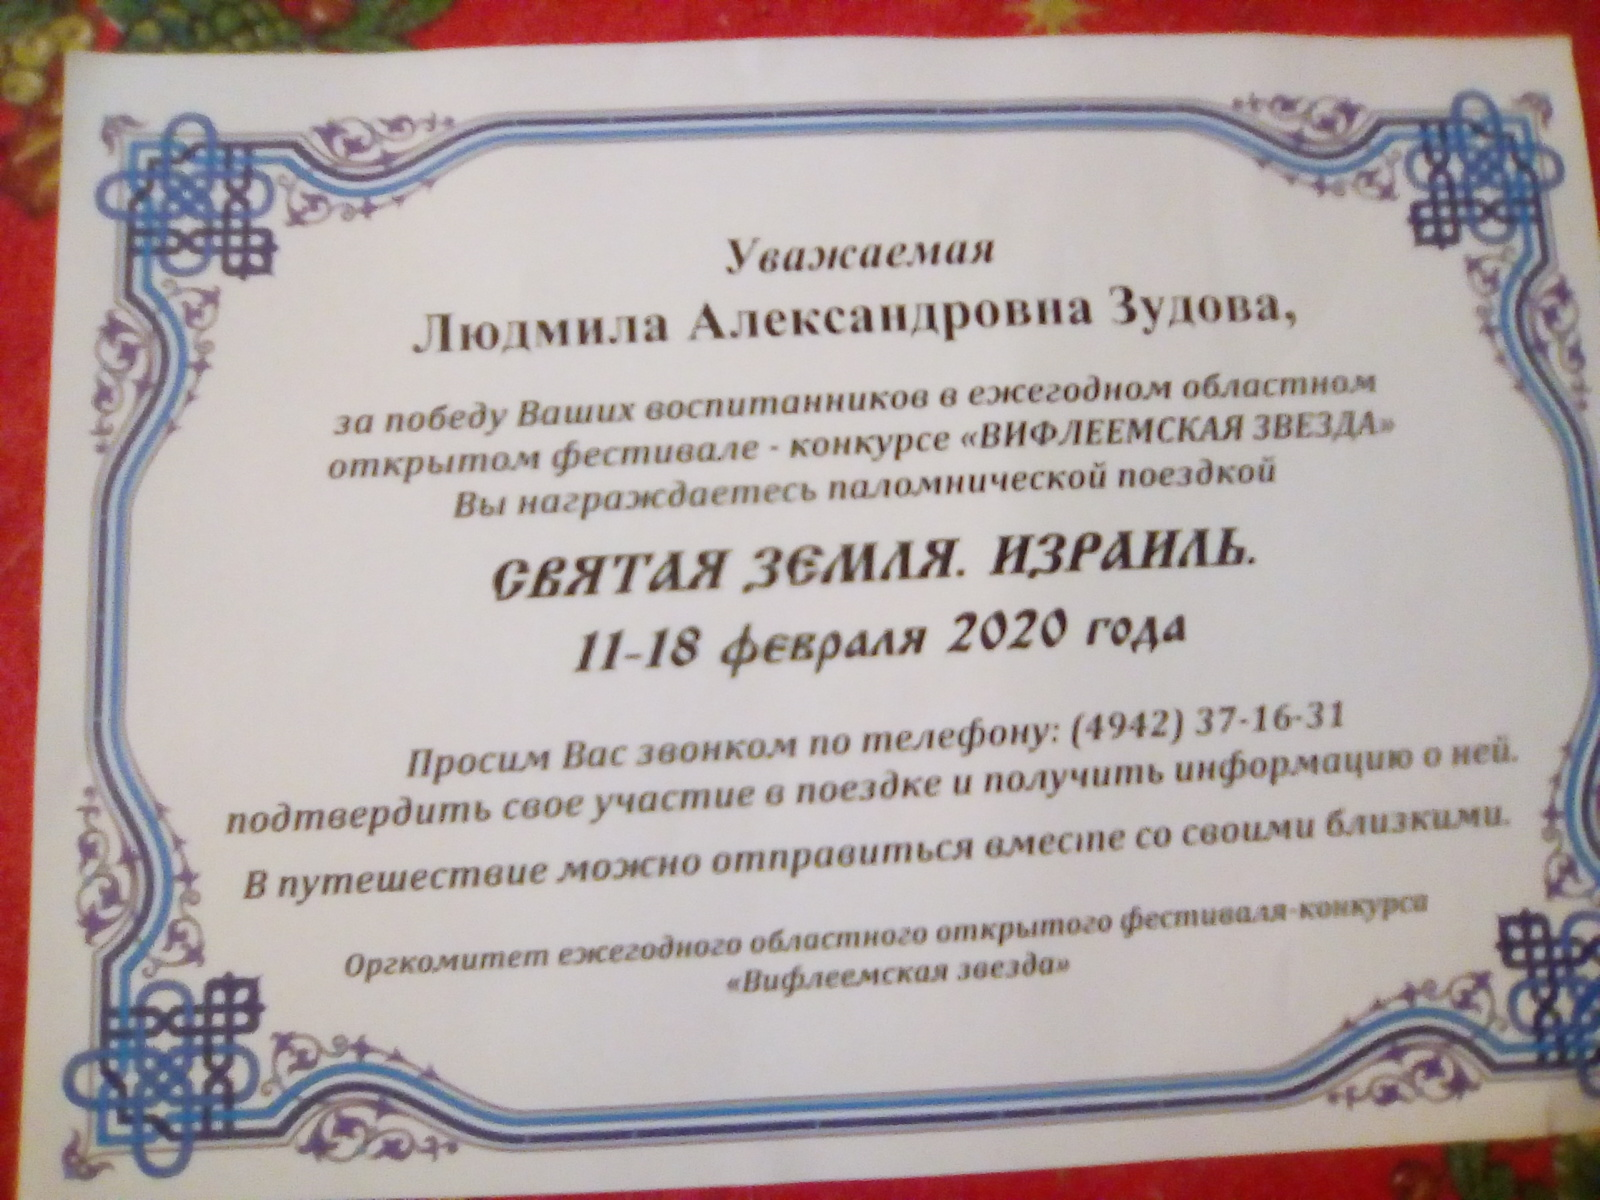 Уважаемая
Людмила Александровна Зудова,
за победу Ваших воспитанников в ежегодном областном
открытом фестивале - конкурсе «ВИФЛЕЕМСКАЯ ЗВЕЗДА»
Вы награждаетесь паломнической поездкой
СВЯТАЯ ЗЕМЛЯ. ИЗРАИЛЬ.
11-18 февраля 2020 года
Просим Вас звонком по телефону: (4942) 37-16-31
подтвердить свое участие в поездке и получить информацию о ней.
В путешествие можно отправиться вместе со своими близкими.
Оргкомитет ежегодного областного открытого фестиваля-конкурса
«Вифлеемская звезда»